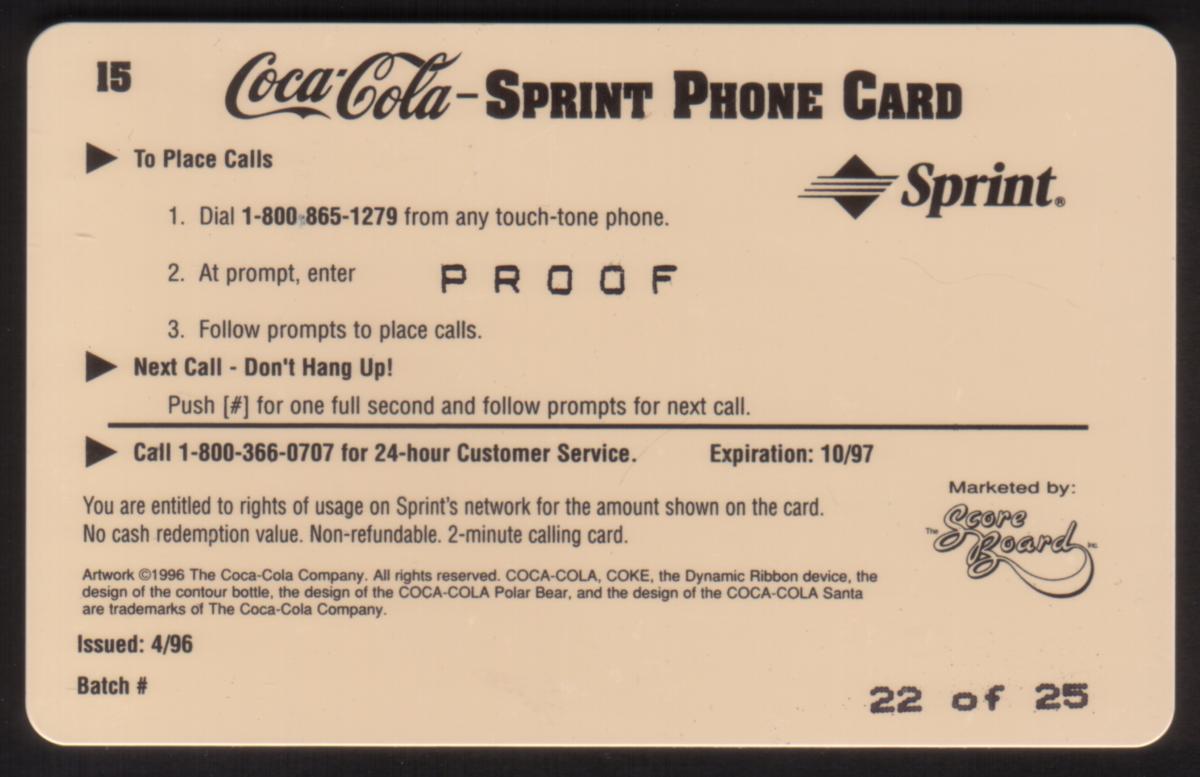 15
Coca-Cola - SPRINT PHONE CARD
To Place Calls
Sprint®
1. Dial 1-800-865-1279 from any touch-tone phone.
2. At prompt, enter PROOF
3. Follow prompts to place calls.
Next Call - Don't Hang Up!
Push [#] for one full second and follow prompts for next call.
Call 1-800-366-0707 for 24-hour Customer Service. Expiration: 10/97
Marketed by:
The Score Board Inc
You are entitled to rights of usage on Sprint's network for the amount shown on the card.
No cash redemption value. Non-refundable. 2-minute calling card.
Artwork ©1996 The Coca-Cola Company. All rights reserved. COCA-COLA, COKE, the Dynamic Ribbon device, the
design of the contour bottle, the design of the COCA-COLA Polar Bear, and the design of the COCA-COLA Santa
are trademarks of The Coca-Cola Company.
Issued: 4/96
Batch #
22 of 25